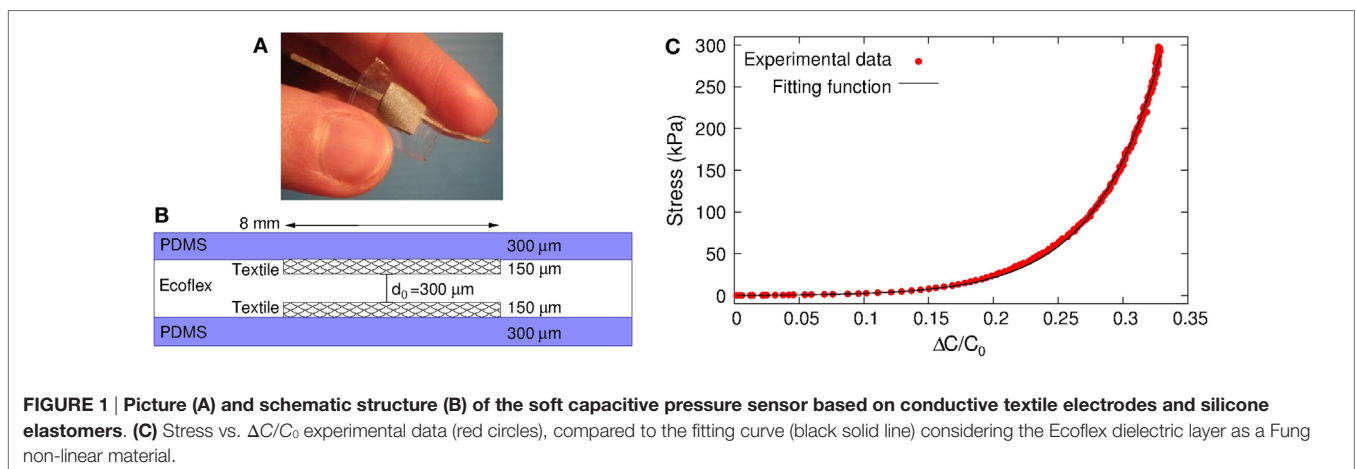 A
B
8 mm
PDMS
300 µm
Textile
150 µm
Ecoflex
d₀=300 µm
Textile
150 µm
PDMS
300 µm
C
Experimental data
Fitting function
Stress (kPa)
300
250
200
150
100
50
0
0 0.05 0.1 0.15 0.2 0.25 0.3 0.35
ΔC/C₀
FIGURE 1 | Picture (A) and schematic structure (B) of the soft capacitive pressure sensor based on conductive textile electrodes and silicone
elastomers. (C) Stress vs. ΔC/C₀ experimental data (red circles), compared to the fitting curve (black solid line) considering the Ecoflex dielectric layer as a Fung
non-linear material.